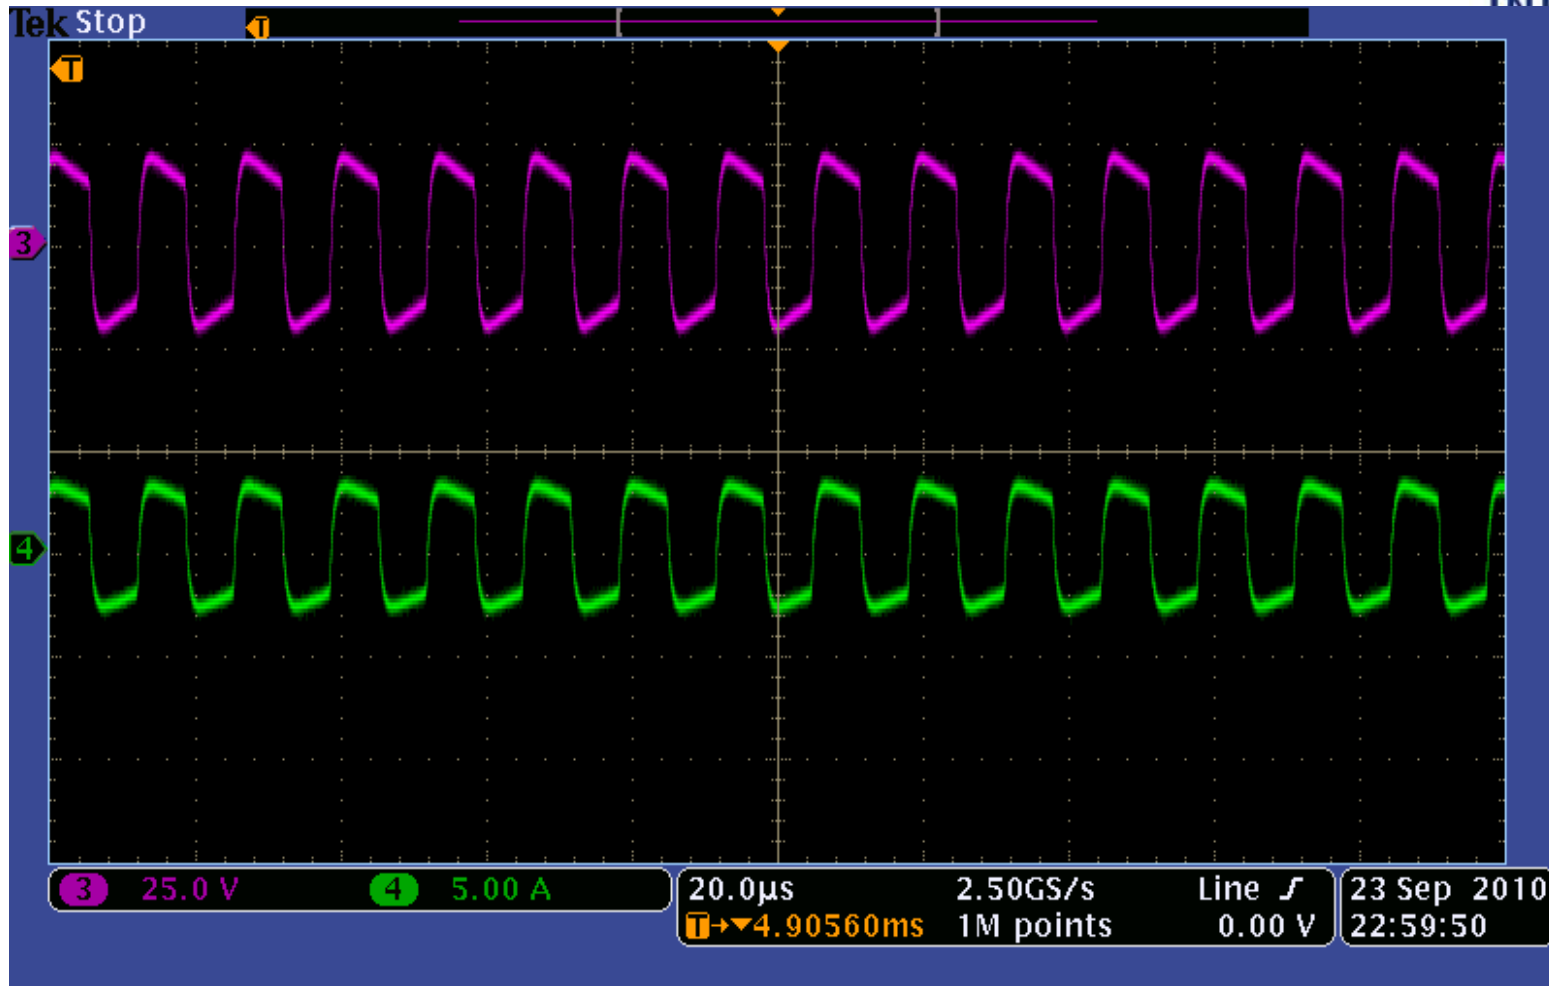 Tek Stop
T
T
3
4
3 25.0 V 4 5.00 A
20.0µs 2.50GS/s Line
T→▼4.90560ms 1M points 0.00 V
23 Sep 2010
22:59:50